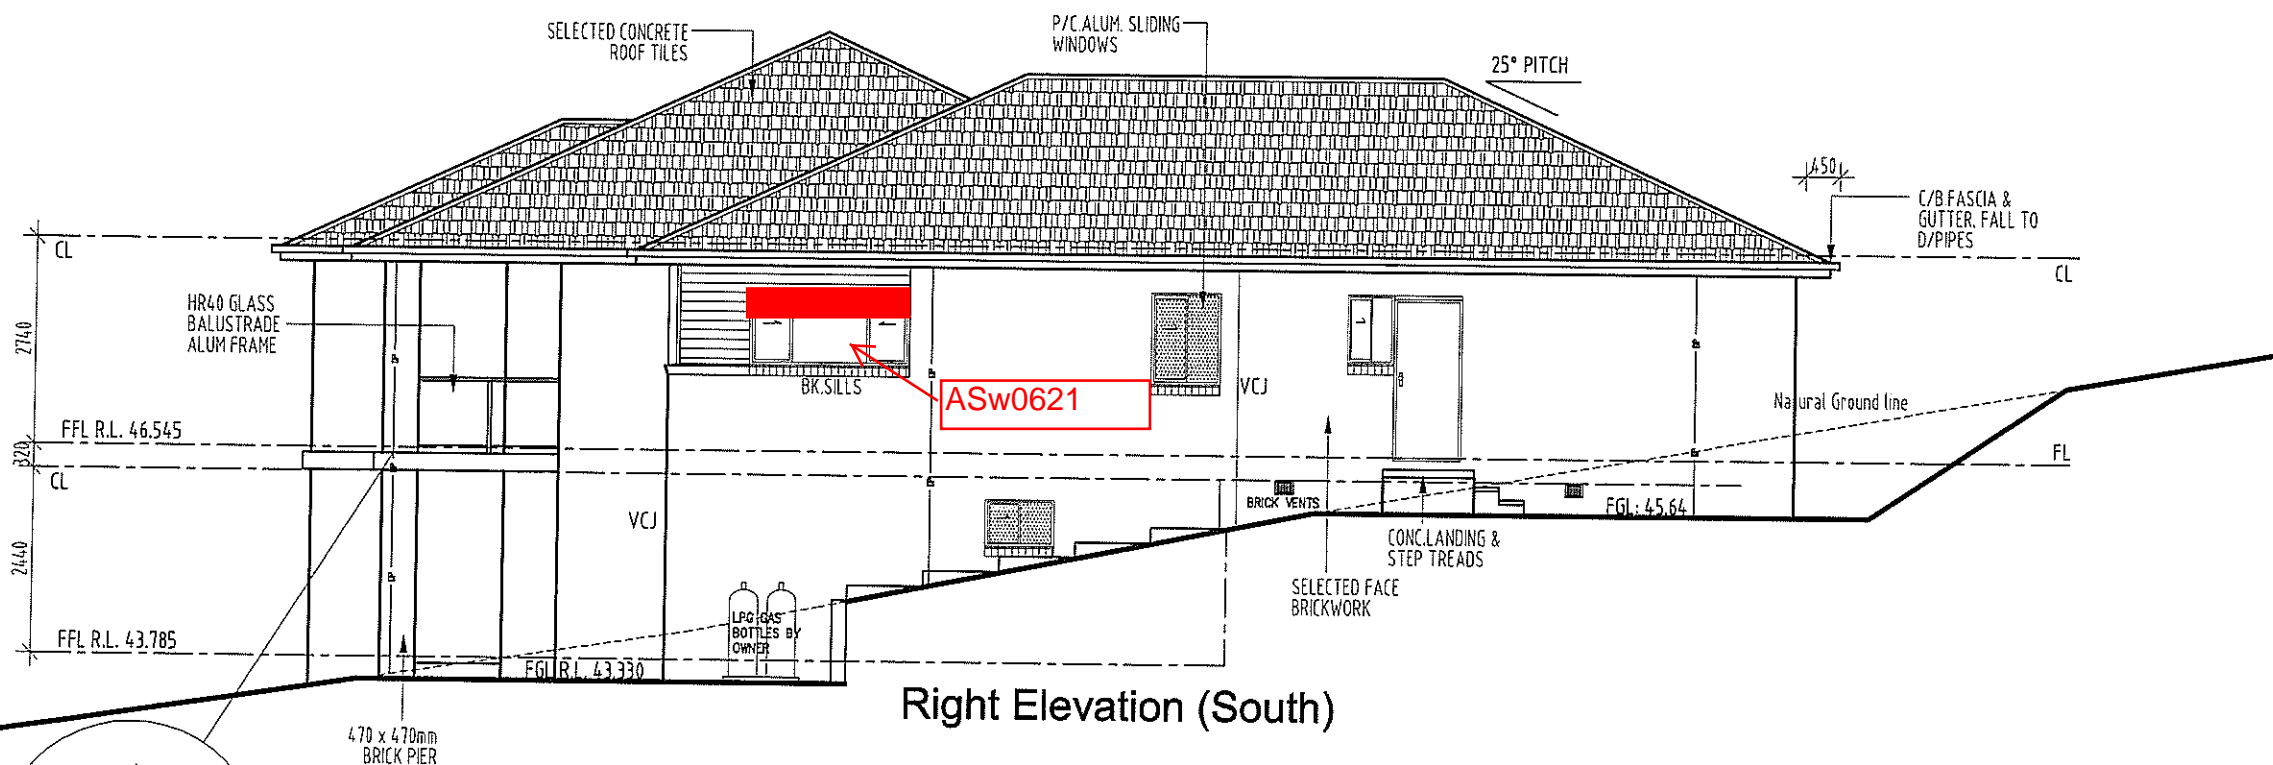 SELECTED CONCRETE
ROOF TILES
P/C.ALUM. SLIDING
WINDOWS
25° PITCH
450
C/B FASCIA &
GUTTER, FALL TO
D/PIPES
CL
CL
HR40 GLASS
BALUSTRADE
ALUM FRAME
2740
BK.SILLS
ASw0621
VCJ
Natural Ground line
FFL R.L. 46.545
320
FL
CL
BRICK VENTS
FGL: 45.64
VCJ
CONC.LANDING &
STEP TREADS
2440
SELECTED FACE
BRICKWORK
LPG GAS
BOTTLES BY
OWNER
FFL R.L. 43.785
FGL R.L. 43.330
Right Elevation (South)
470 x 470mm
BRICK PIER